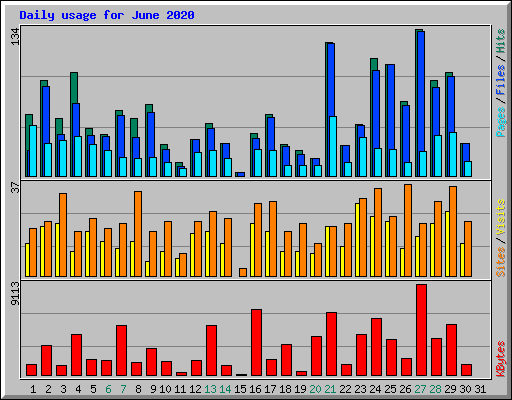 Daily usage for June 2020
134
Pages / Files / Hits
37
Sites / Visits
9113
KBytes
1 2 3 4 5 6 7 8 9 10 11 12 13 14 15 16 17 18 19 20 21 22 23 24 25 26 27 28 29 30 31